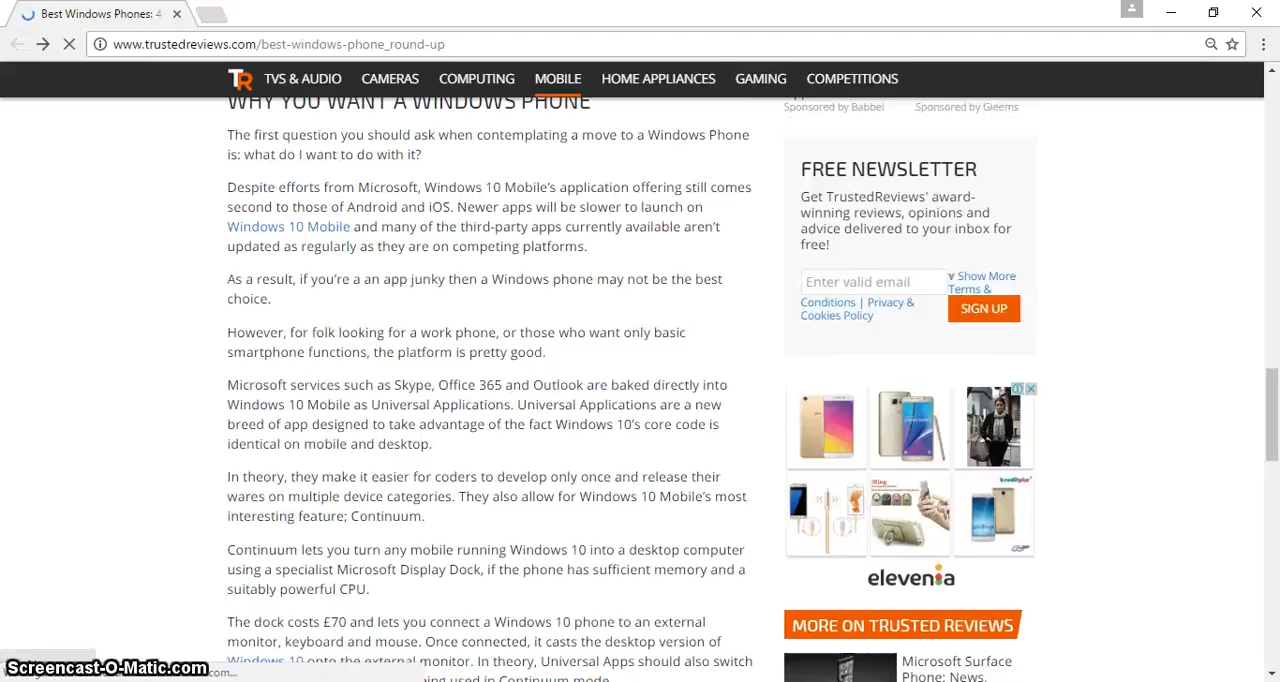 Best Windows Phones: 4
www.trustedreviews.com/best-windows-phone_round-up
TR TVS & AUDIO CAMERAS COMPUTING MOBILE HOME APPLIANCES GAMING COMPETITIONS
WHY YOU WANT A WINDOWS PHONE
The first question you should ask when contemplating a move to a Windows Phone
is: what do I want to do with it?
Despite efforts from Microsoft, Windows 10 Mobile's application offering still comes
second to those of Android and iOS. Newer apps will be slower to launch on
Windows 10 Mobile and many of the third-party apps currently available aren't
updated as regularly as they are on competing platforms.
As a result, if you're a an app junky then a Windows phone may not be the best
choice.
However, for folk looking for a work phone, or those who want only basic
smartphone functions, the platform is pretty good.
Microsoft services such as Skype, Office 365 and Outlook are baked directly into
Windows 10 Mobile as Universal Applications. Universal Applications are a new
breed of app designed to take advantage of the fact Windows 10's core code is
identical on mobile and desktop.
In theory, they make it easier for coders to develop only once and release their
wares on multiple device categories. They also allow for Windows 10 Mobile's most
interesting feature; Continuum.
Continuum lets you turn any mobile running Windows 10 into a desktop computer
using a specialist Microsoft Display Dock, if the phone has sufficient memory and a
suitably powerful CPU.
The dock costs £70 and lets you connect a Windows 10 phone to an external
monitor, keyboard and mouse. Once connected, it casts the desktop version of
Windows 10 onto the external monitor. In theory, Universal Apps should also switch
being used in Continuum mode.
Sponsored by Babbel Sponsored by Gleems
FREE NEWSLETTER
Get TrustedReviews' award-
winning reviews, opinions and
advice delivered to your inbox for
free!
Enter valid email
v Show More
Terms &
Conditions | Privacy &
Cookies Policy
SIGN UP
iRing
kreditplus
elevenia
MORE ON TRUSTED REVIEWS
Microsoft Surface
Phone: News,
Screencast-O-Matic.com